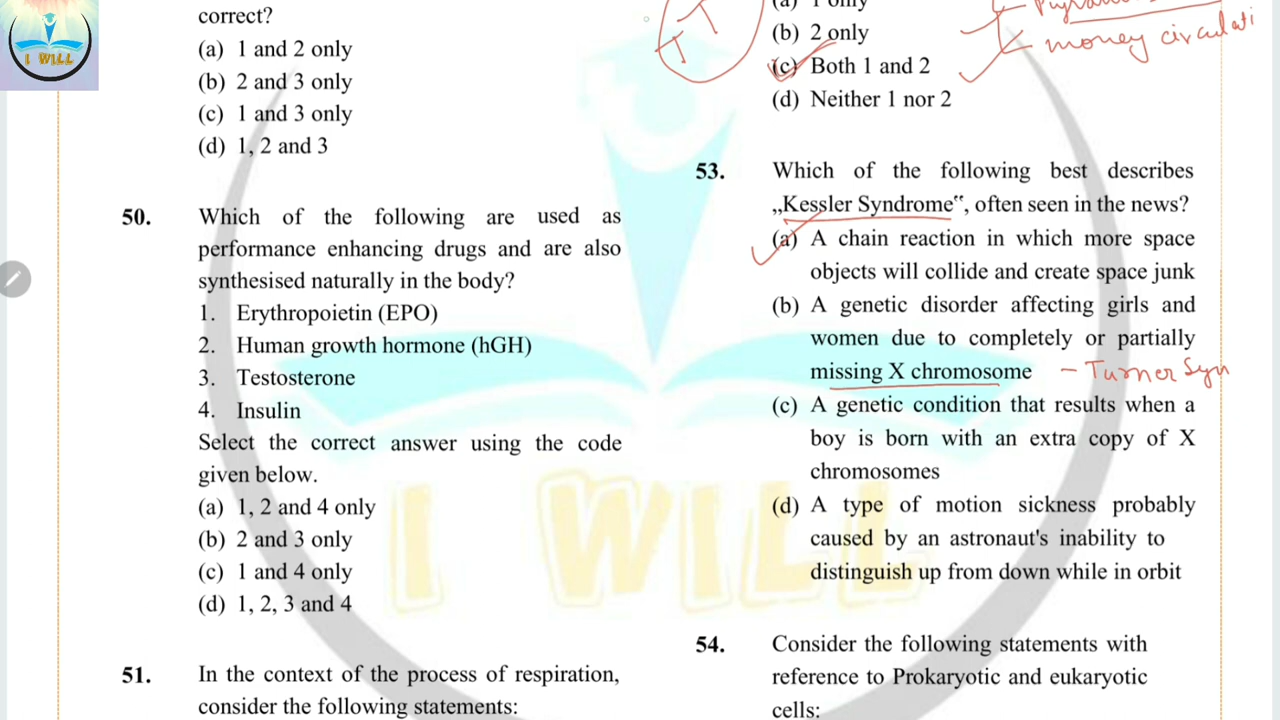 I WILL
correct?
(a) 1 and 2 only
(b) 2 and 3 only
(c) 1 and 3 only
(d) 1, 2 and 3
50. Which of the following are used as
performance enhancing drugs and are also
synthesised naturally in the body?
1. Erythropoietin (EPO)
2. Human growth hormone (hGH)
3. Testosterone
4. Insulin
Select the correct answer using the code
given below.
(a) 1, 2 and 4 only
(b) 2 and 3 only
(c) 1 and 4 only
(d) 1, 2, 3 and 4
51. In the context of the process of respiration,
consider the following statements:
(a) 1 only
(b) 2 only
(c) Both 1 and 2
(d) Neither 1 nor 2
money circulati
53. Which of the following best describes
„Kessler Syndrome‟, often seen in the news?
(a) A chain reaction in which more space
objects will collide and create space junk
(b) A genetic disorder affecting girls and
women due to completely or partially
missing X chromosome - Turner Syn
(c) A genetic condition that results when a
boy is born with an extra copy of X
chromosomes
(d) A type of motion sickness probably
caused by an astronaut's inability to
distinguish up from down while in orbit
54. Consider the following statements with
reference to Prokaryotic and eukaryotic
cells:
I WILL